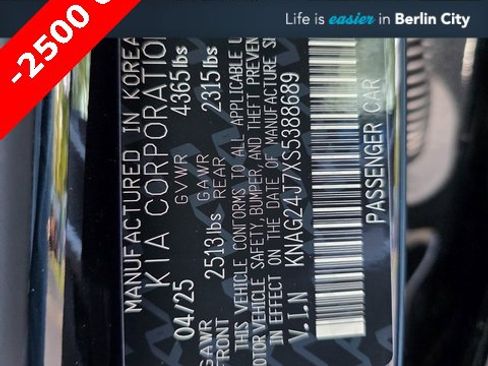 Life is easier in Berlin City
-2500
MANUFACTURED IN KOREA
KIA CORPORATION
04/25 GVWR 4365lbs
GAWR FRONT 2513lbs GAWR REAR 2315lbs
THIS VEHICLE CONFORMS TO ALL APPLICABLE
MOTOR VEHICLE SAFETY, BUMPER, AND THEFT PREVEN
IN EFFECT ON THE DATE OF MANUFACTURE S
V.I.N KNAG24J7XS5388689
PASSENGER CAR